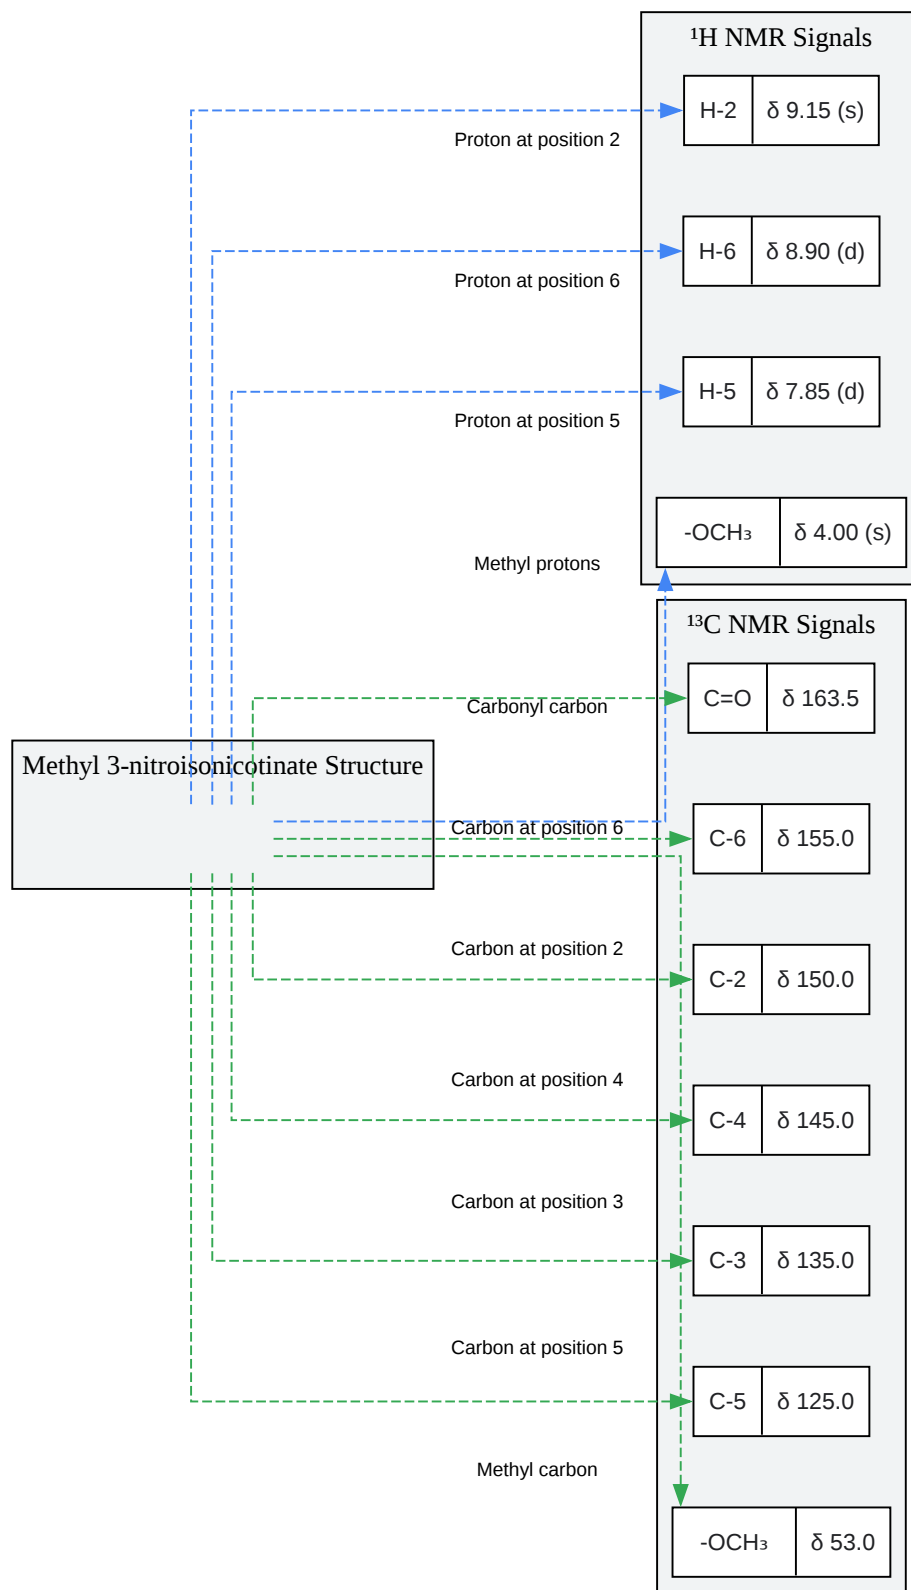 ¹H NMR Signals
H-2 δ 9.15 (s)
Proton at position 2
H-6 δ 8.90 (d)
Proton at position 6
H-5 δ 7.85 (d)
Proton at position 5
-OCH₃ δ 4.00 (s)
Methyl protons
¹³C NMR Signals
C=O δ 163.5
Carbonyl carbon
Methyl 3-nitroisonicotinate Structure
Carbon at position 6
C-6 δ 155.0
Carbon at position 2
C-2 δ 150.0
Carbon at position 4
C-4 δ 145.0
Carbon at position 3
C-3 δ 135.0
Carbon at position 5
C-5 δ 125.0
Methyl carbon
-OCH₃ δ 53.0